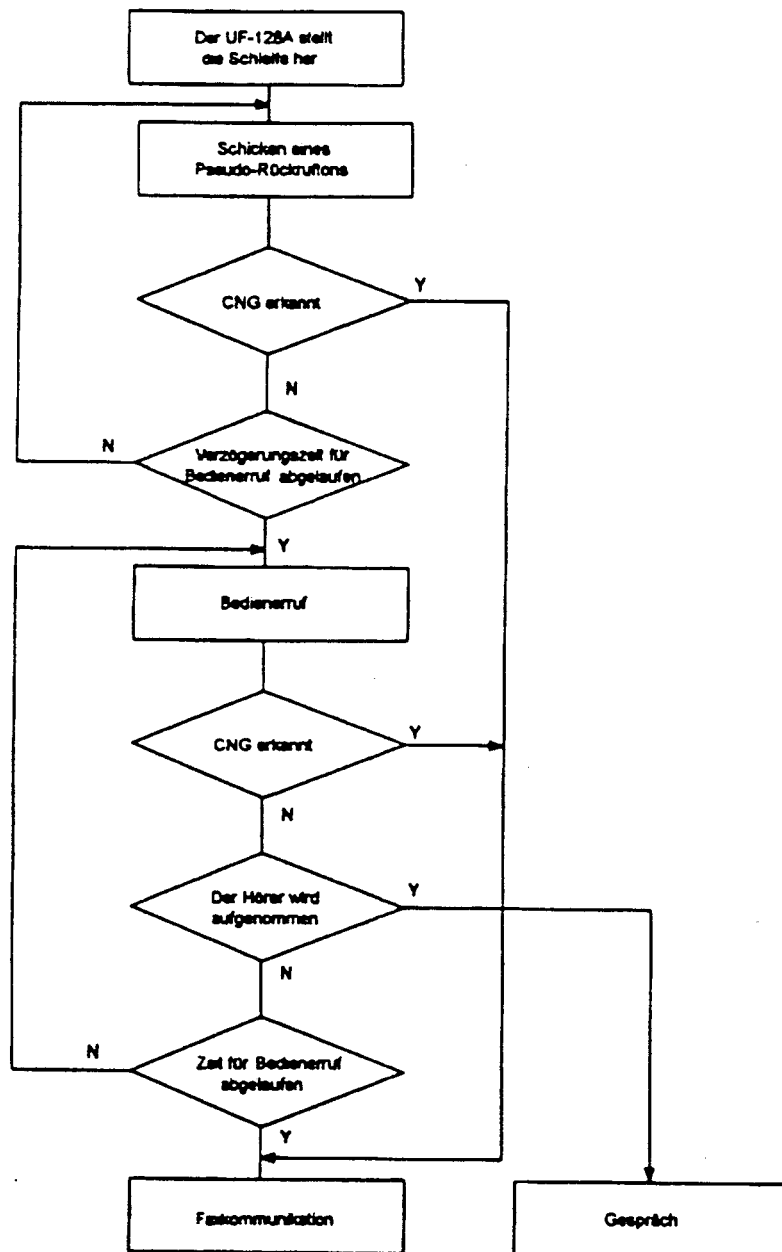 Der UF-128A stellt
die Schleife her
Schicken eines
Pseudo-Rückruftons
CNG erkannt
Y
N
Verzögerungszeit für
Bedienerruf abgelaufen
N
Y
Bedienerruf
CNG erkannt
Y
N
Der Hörer wird
aufgenommen
Y
N
Zeit für Bedienerruf
abgelaufen
N
Y
Faxkommunikation
Gespräch